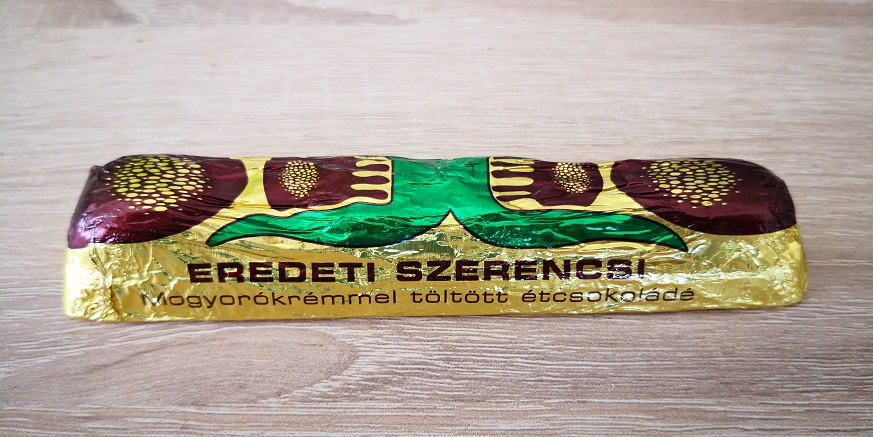 EREDETI SZERENCSI
Mogyorókrémmel töltött étcsokoládé